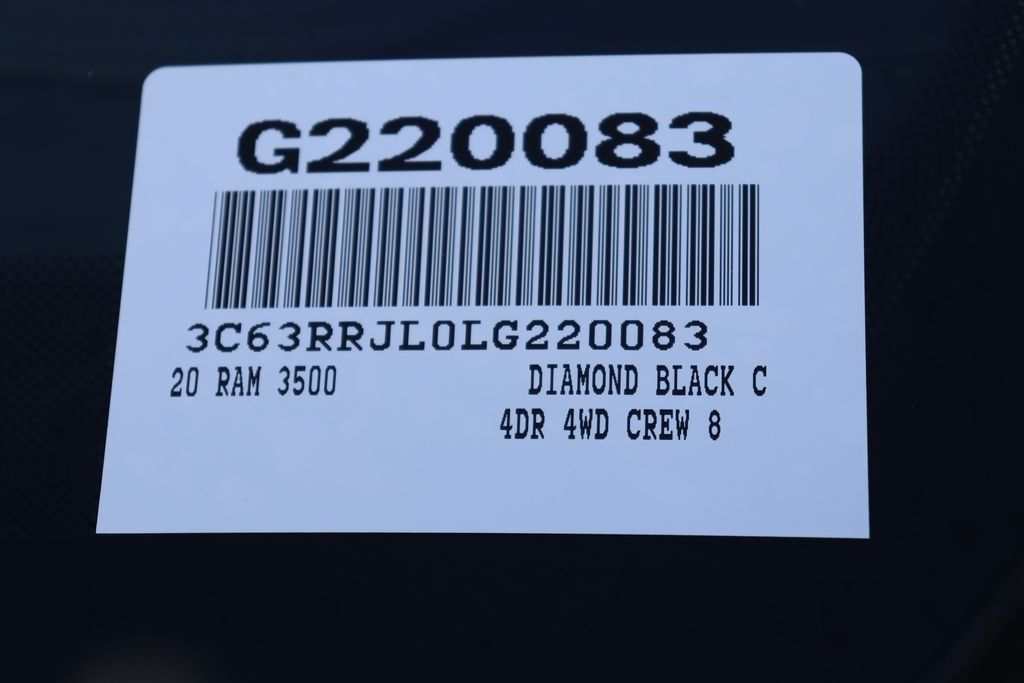 G220083
3C63RRJL0LG220083
20 RAM 3500 DIAMOND BLACK C
4DR 4WD CREW 8